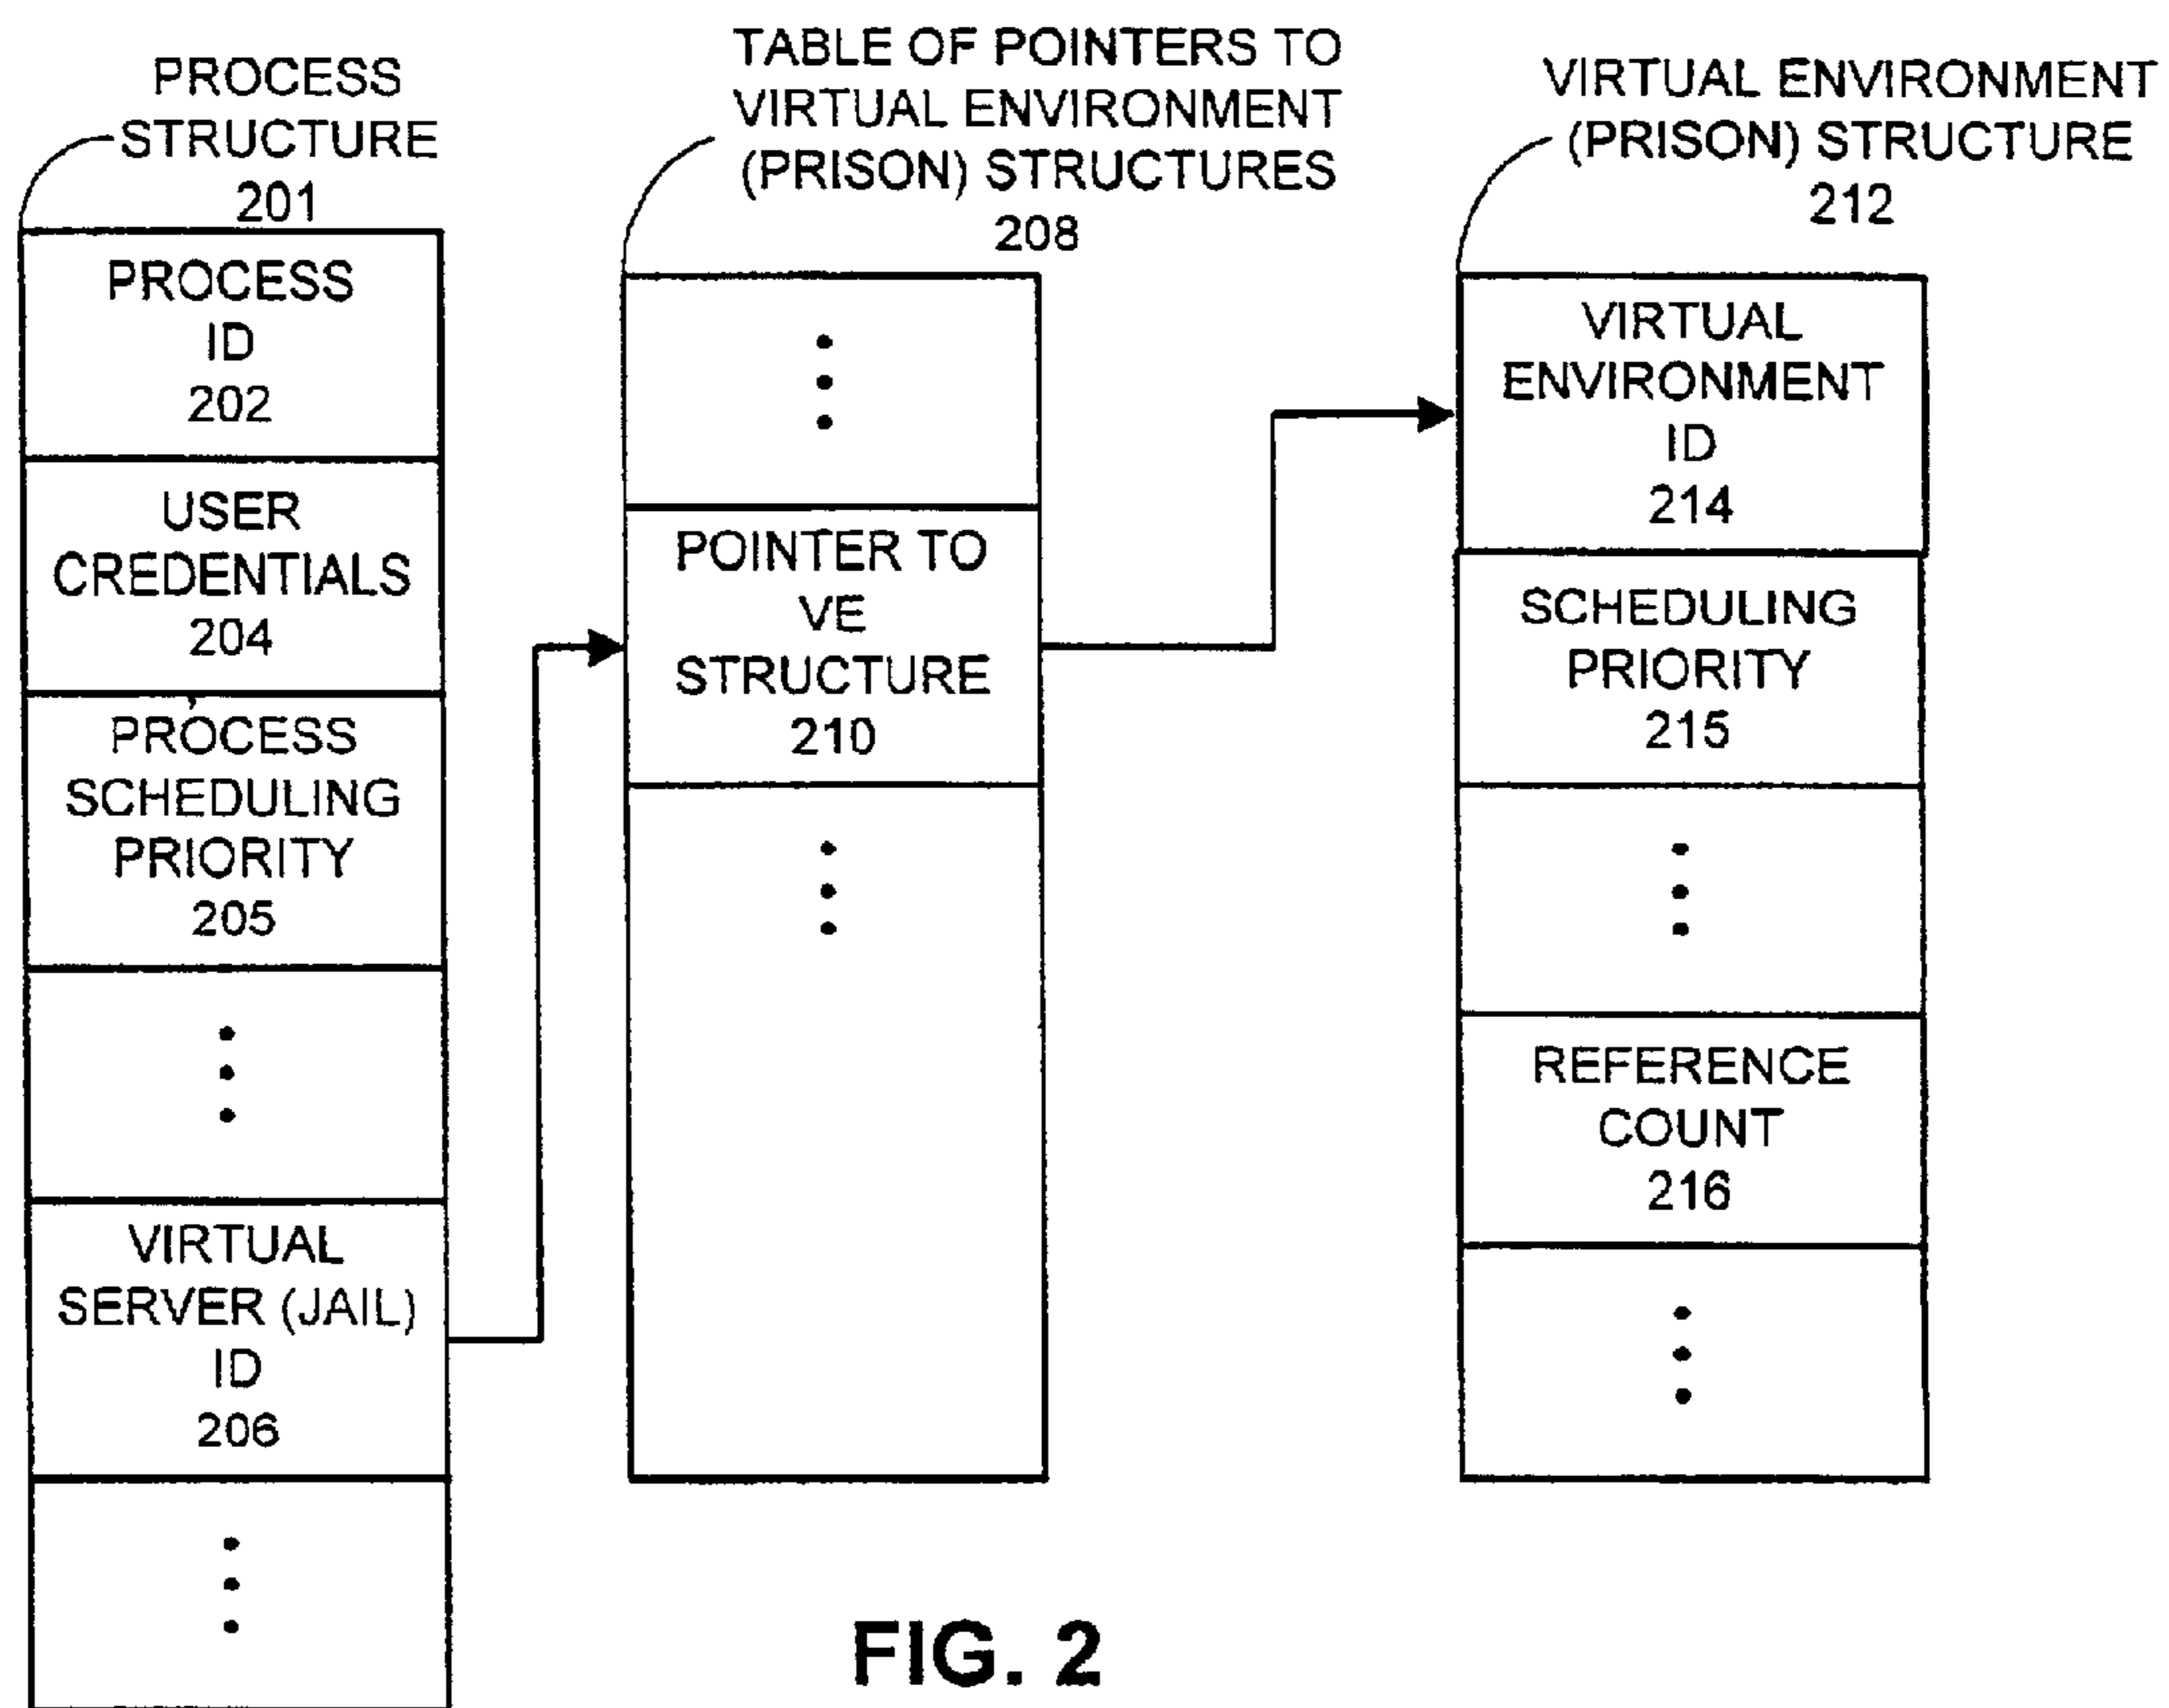 PROCESS
STRUCTURE
201
PROCESS
ID
202
USER
CREDENTIALS
204
PROCESS
SCHEDULING
PRIORITY
205
VIRTUAL
SERVER (JAIL)
ID
206
TABLE OF POINTERS TO
VIRTUAL ENVIRONMENT
(PRISON) STRUCTURES
208
POINTER TO
VE
STRUCTURE
210
VIRTUAL ENVIRONMENT
(PRISON) STRUCTURE
212
VIRTUAL
ENVIRONMENT
ID
214
SCHEDULING
PRIORITY
215
REFERENCE
COUNT
216
FIG. 2